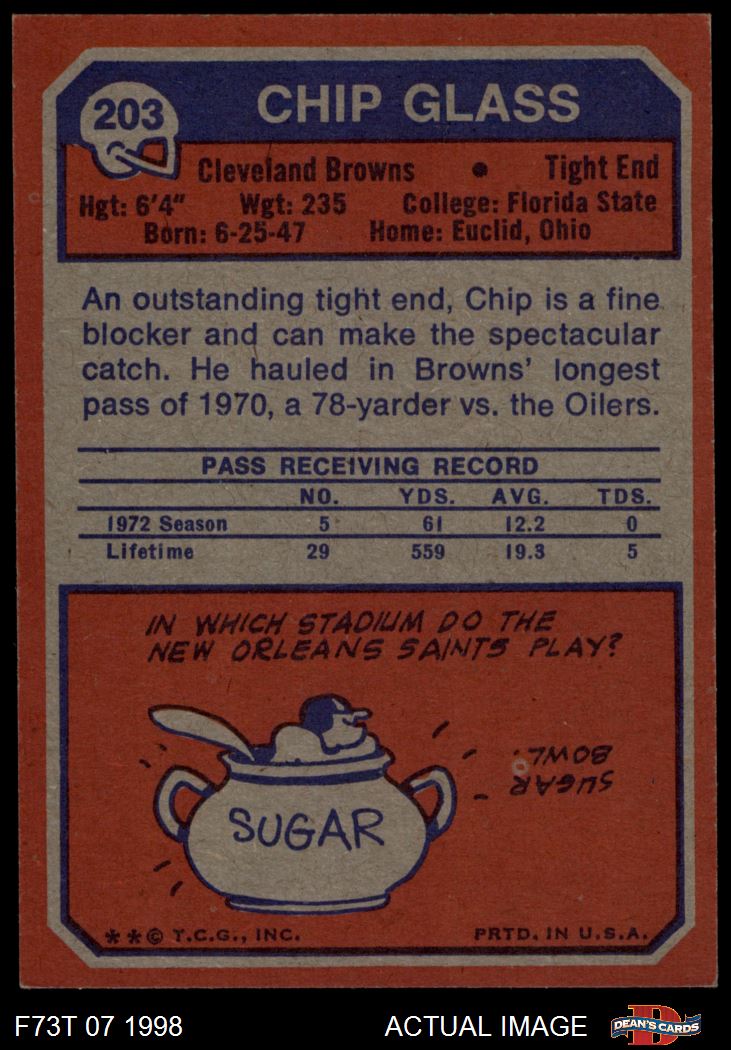 203
CHIP GLASS
Cleveland Browns • Tight End
Hgt: 6'4" Wgt: 235 College: Florida State
Born: 6-25-47 Home: Euclid, Ohio
An outstanding tight end, Chip is a fine
blocker and can make the spectacular
catch. He hauled in Browns' longest
pass of 1970, a 78-yarder vs. the Oilers.
PASS RECEIVING RECORD
NO. YDS. AVG. TDS.
1972 Season 5 61 12.2 0
Lifetime 29 559 19.3 5
IN WHICH STADIUM DO THE
NEW ORLEANS SAINTS PLAY?
SUGAR
BOWL.
SUGAR
**© T.C.G., INC. PRTD. IN U.S.A.
F73T 07 1998 ACTUAL IMAGE
D
DEAN'S CARDS